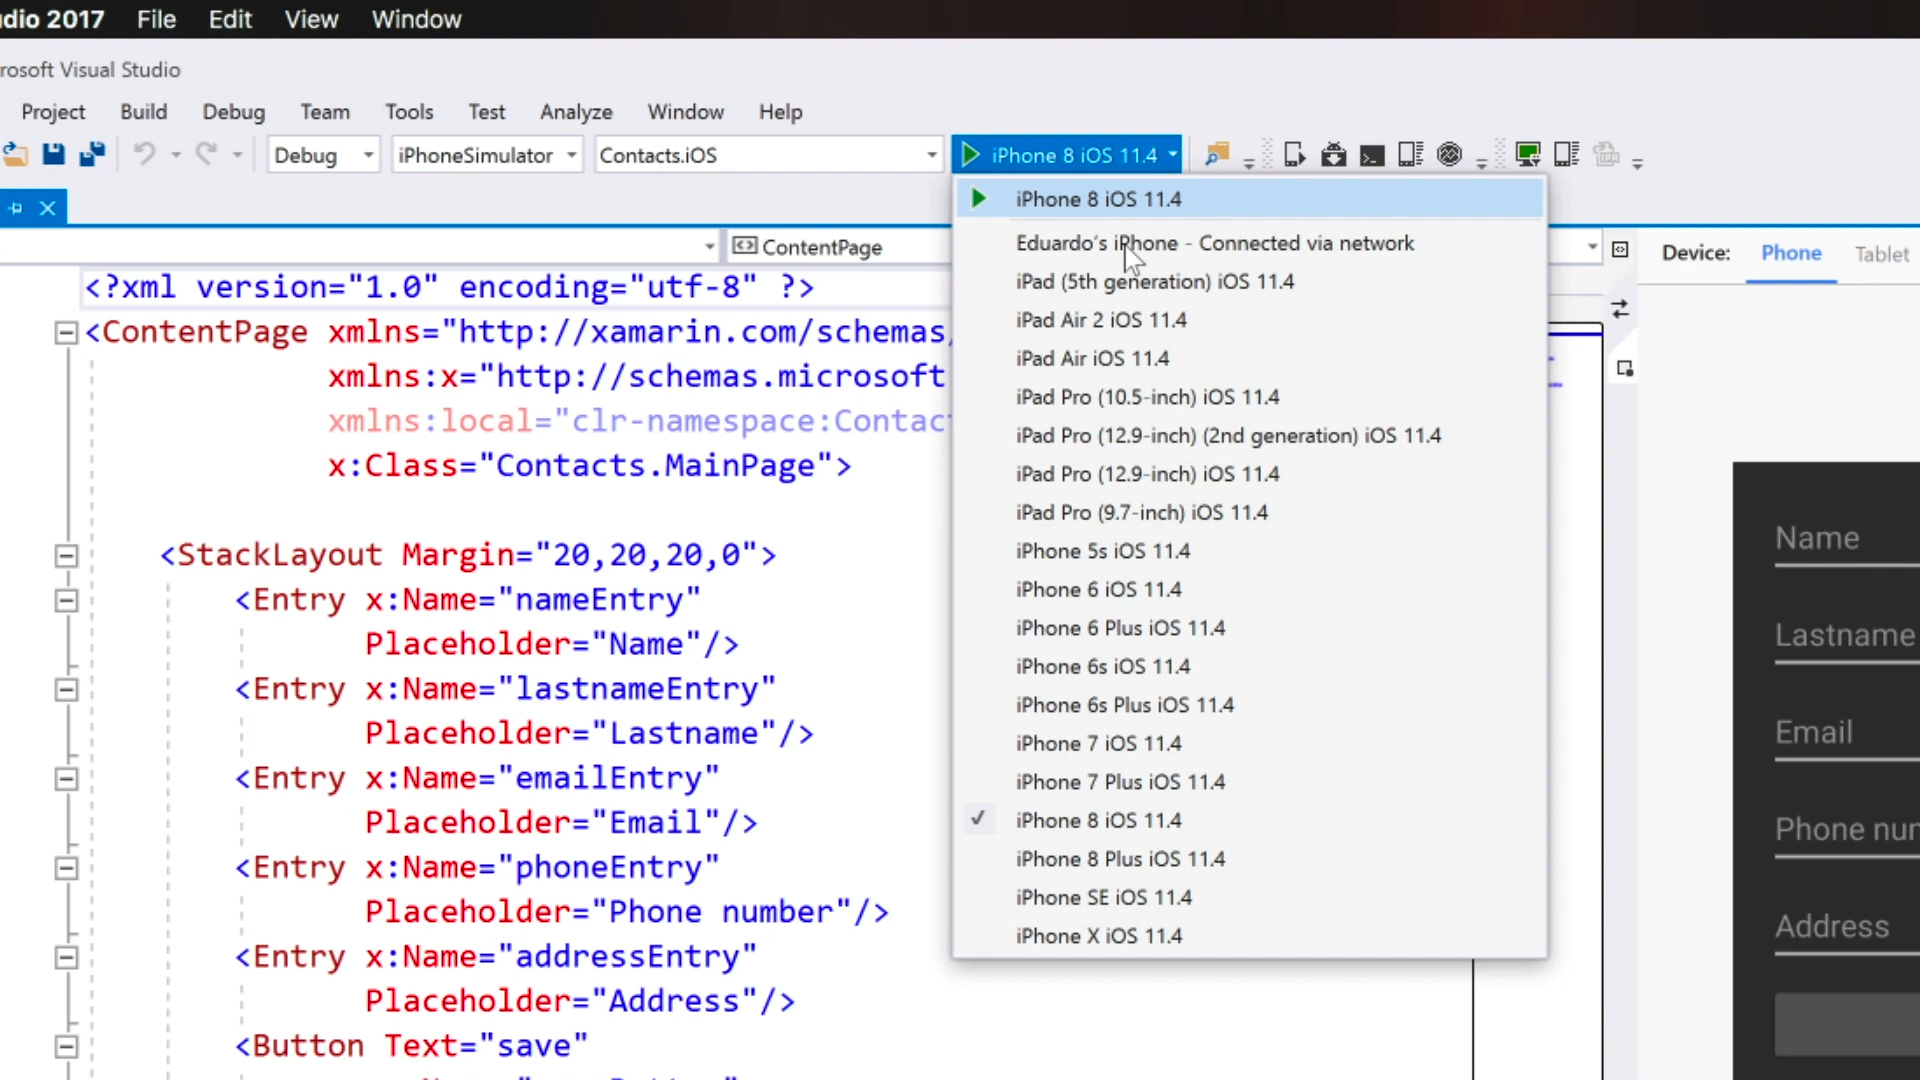 dio 2017 File Edit View Window
rosoft Visual Studio
Project Build Debug Team Tools Test Analyze Window Help
Debug iPhoneSimulator Contacts.iOS iPhone 8 iOS 11.4
iPhone 8 iOS 11.4
ContentPage
Eduardo's iPhone - Connected via network
iPad (5th generation) iOS 11.4
iPad Air 2 iOS 11.4
iPad Air iOS 11.4
iPad Pro (10.5-inch) iOS 11.4
iPad Pro (12.9-inch) (2nd generation) iOS 11.4
iPad Pro (12.9-inch) iOS 11.4
iPad Pro (9.7-inch) iOS 11.4
iPhone 5s iOS 11.4
iPhone 6 iOS 11.4
iPhone 6 Plus iOS 11.4
iPhone 6s iOS 11.4
iPhone 6s Plus iOS 11.4
iPhone 7 iOS 11.4
iPhone 7 Plus iOS 11.4
iPhone 8 iOS 11.4
iPhone 8 Plus iOS 11.4
iPhone SE iOS 11.4
iPhone X iOS 11.4
<?xml version="1.0" encoding="utf-8" ?>
<ContentPage xmlns="http://xamarin.com/schemas/
xmlns:x="http://schemas.microsoft
xmlns:local="clr-namespace:Contac
x:Class="Contacts.MainPage">
<StackLayout Margin="20,20,20,0">
<Entry x:Name="nameEntry"
Placeholder="Name"/>
<Entry x:Name="lastnameEntry"
Placeholder="Lastname"/>
<Entry x:Name="emailEntry"
Placeholder="Email"/>
<Entry x:Name="phoneEntry"
Placeholder="Phone number"/>
<Entry x:Name="addressEntry"
Placeholder="Address"/>
<Button Text="save"
Device: Phone Tablet
Name
Lastname
Email
Phone num
Address